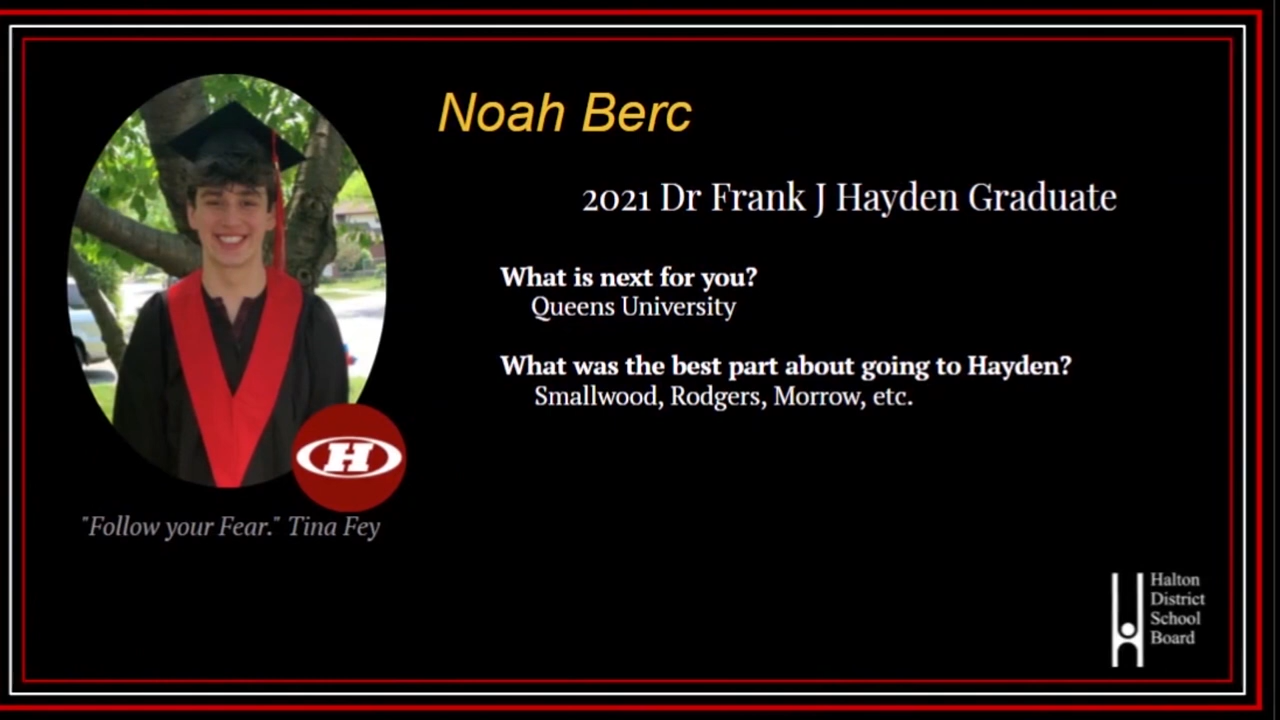 Noah Berc
2021 Dr Frank J Hayden Graduate
What is next for you?
Queens University
What was the best part about going to Hayden?
Smallwood, Rodgers, Morrow, etc.
H
"Follow your Fear." Tina Fey
Halton
District
School
Board